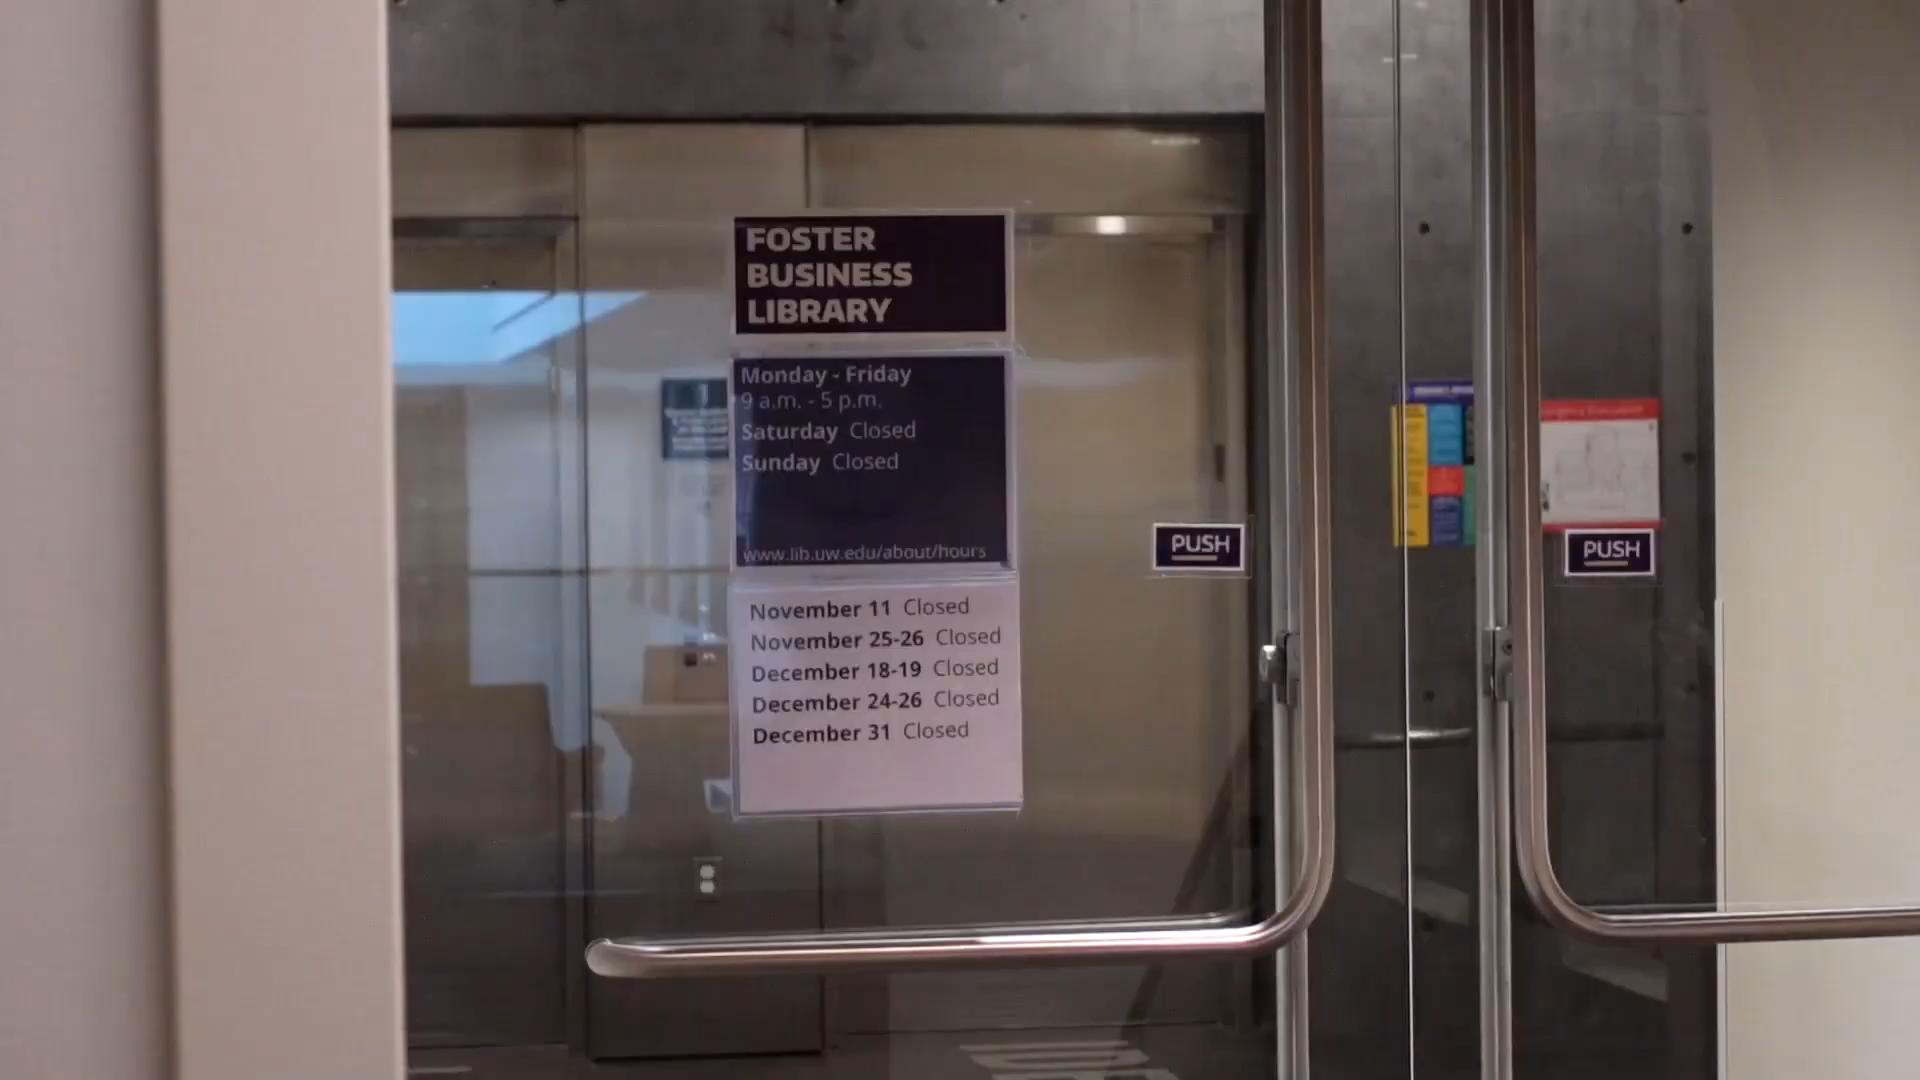 FOSTER
BUSINESS
LIBRARY
Monday - Friday
9 a.m. - 5 p.m.
Saturday Closed
Sunday Closed
www.lib.uw.edu/about/hours
November 11 Closed
November 25-26 Closed
December 18-19 Closed
December 24-26 Closed
December 31 Closed
PUSH
PUSH